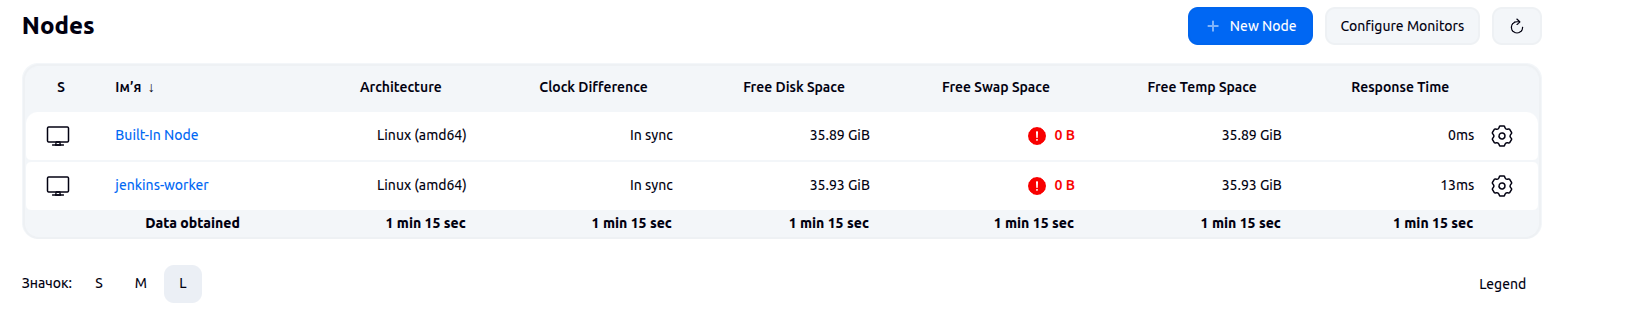 Nodes
+ New Node
Configure Monitors
S Ім’я ↓ Architecture Clock Difference Free Disk Space Free Swap Space Free Temp Space Response Time
Built-In Node Linux (amd64) In sync 35.89 GiB ! 0 B 35.89 GiB 0ms
jenkins-worker Linux (amd64) In sync 35.93 GiB ! 0 B 35.93 GiB 13ms
Data obtained 1 min 15 sec 1 min 15 sec 1 min 15 sec 1 min 15 sec 1 min 15 sec 1 min 15 sec
Значок: S M L
Legend